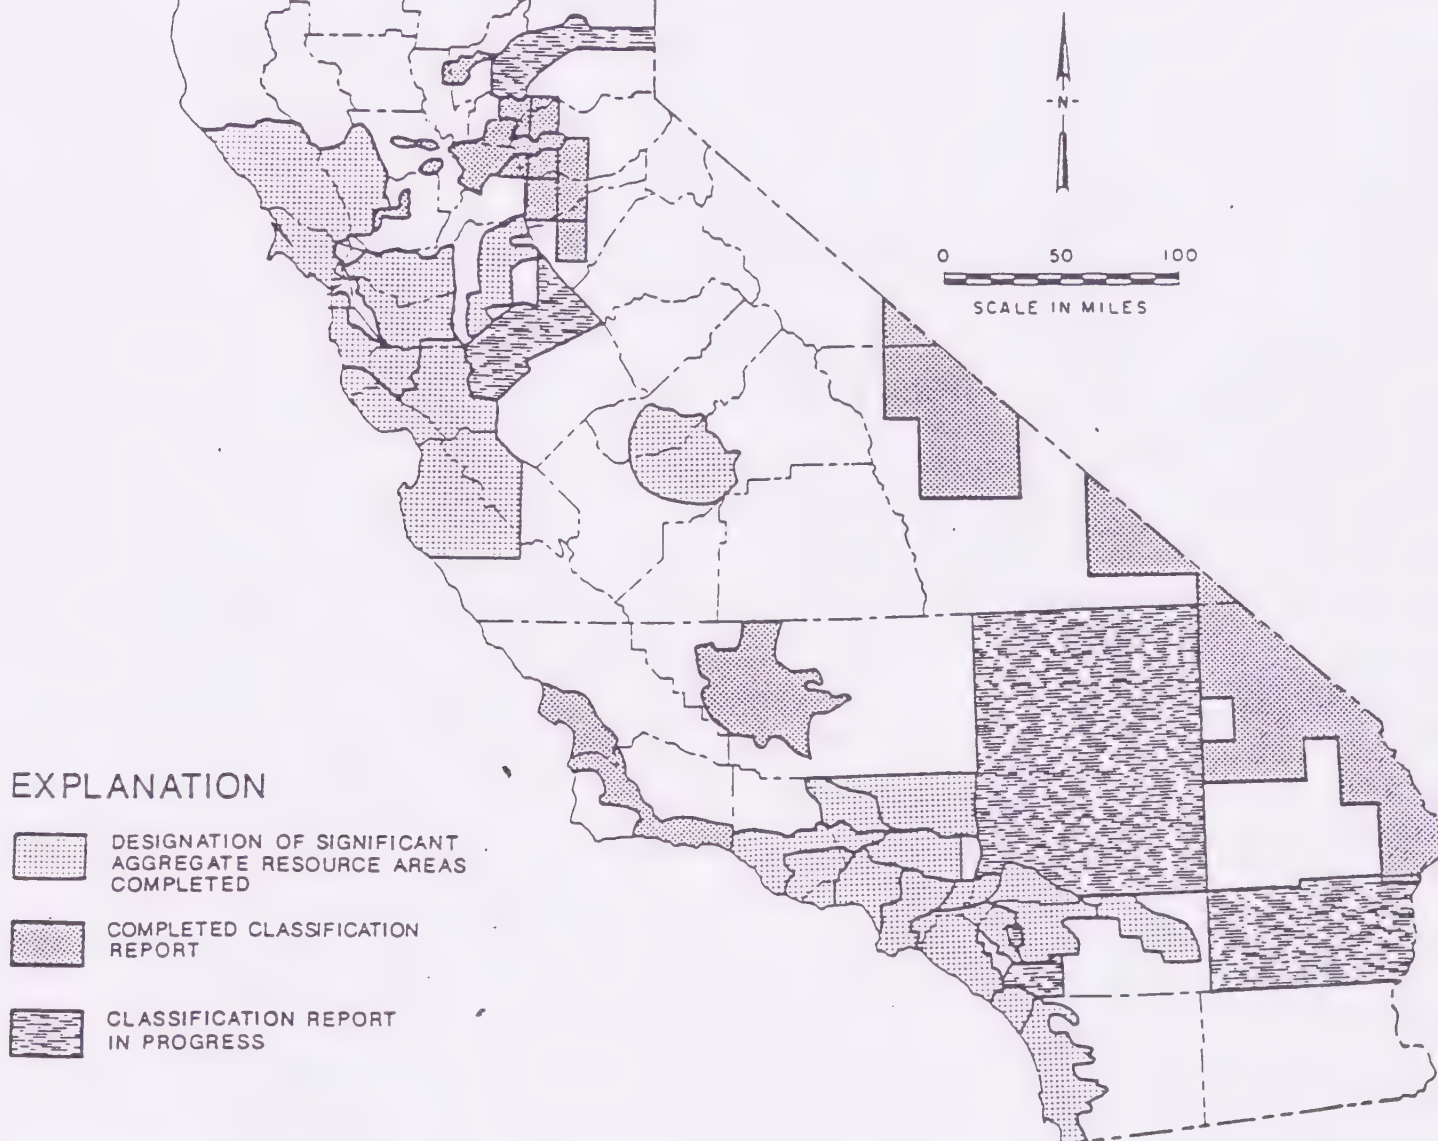 -N-
0 50 100
SCALE IN MILES
EXPLANATION
DESIGNATION OF SIGNIFICANT
AGGREGATE RESOURCE AREAS
COMPLETED
COMPLETED CLASSIFICATION
REPORT
CLASSIFICATION REPORT
IN PROGRESS